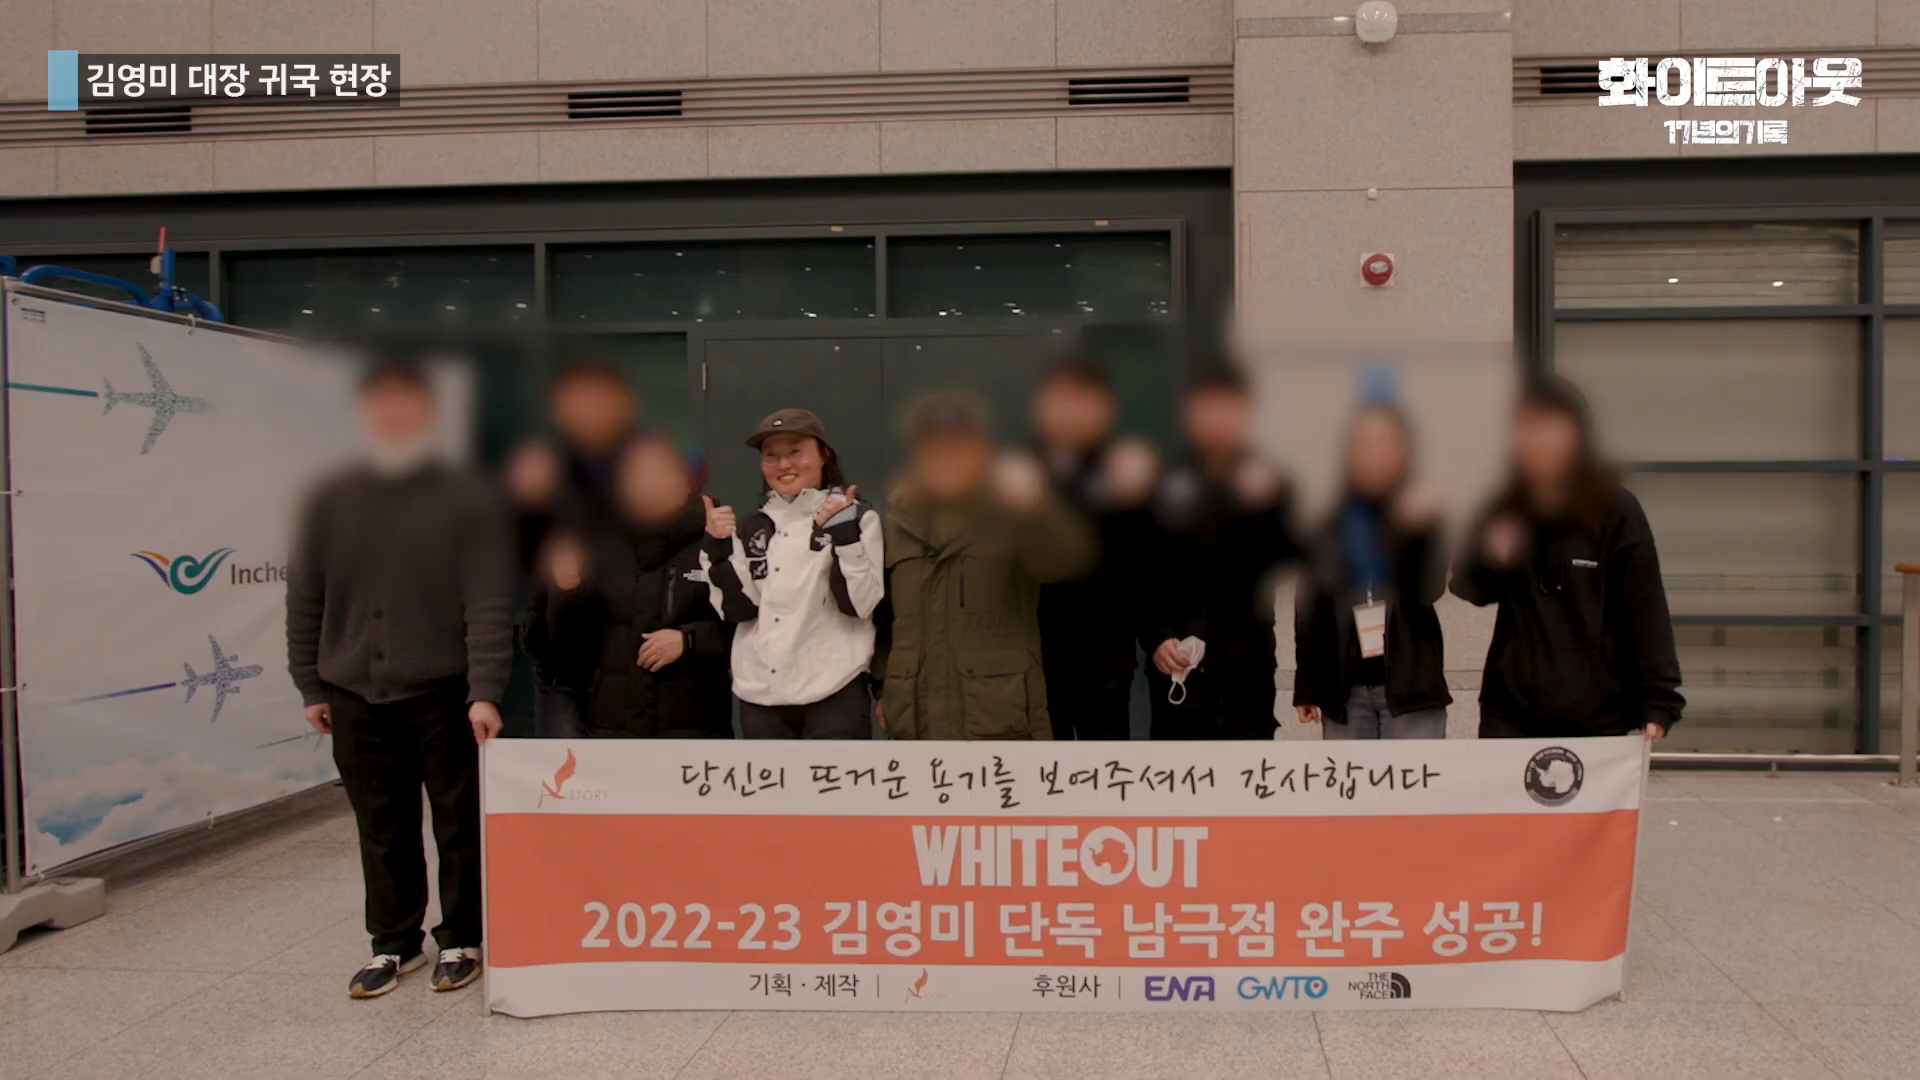 김영미 대장 귀국 현장
화이트아웃
17년의 기록
Inche
A STORY
당신의 뜨거운 용기를 보여주셔서 감사합니다
WHITEOUT
2022-23 김영미 단독 남극점 완주 성공!
기획·제작 | A STORY 후원사 | ENA GWTO THE NORTH FACE